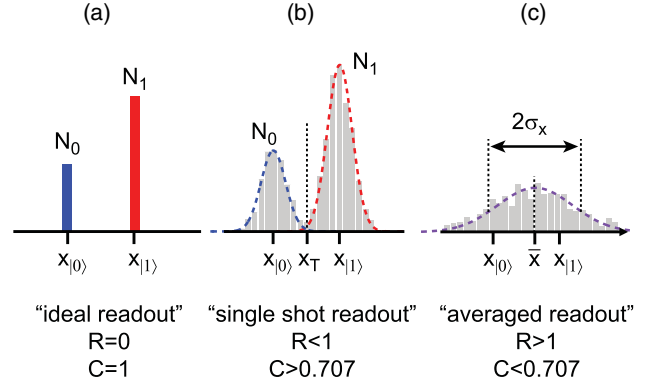 (a) (b) (c)
N₁ N₁
2σₓ
N₀ N₀
x|0⟩ x|1⟩ x|0⟩ x_T x|1⟩ x|0⟩ x̄ x|1⟩
“ideal readout” “single shot readout” “averaged readout”
R=0 R<1 R>1
C=1 C>0.707 C<0.707